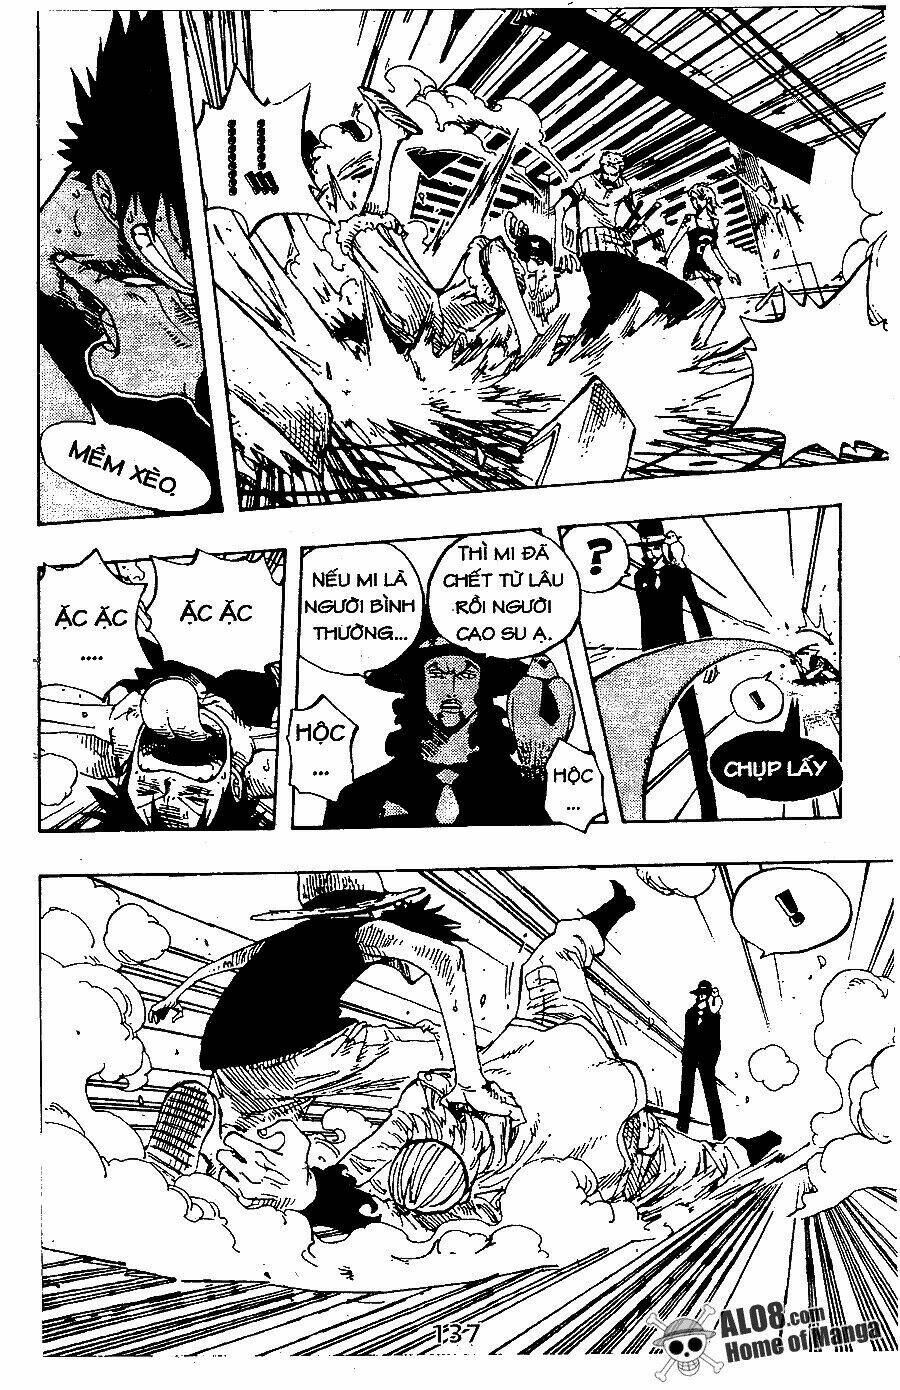 ..........!!!..........
MỀM XÈO.
ẶC ẶC
....
ẶC ẶC
NẾU MI LÀ
NGƯỜI BÌNH
THƯỜNG...
THÌ MI ĐÃ
CHẾT TỪ LÂU
RỒI NGƯỜI
CAO SU Ạ.
HỘC
...
HỘC
...
?
!
CHỤP LẤY
!
137
ALO8.com
Home of Manga